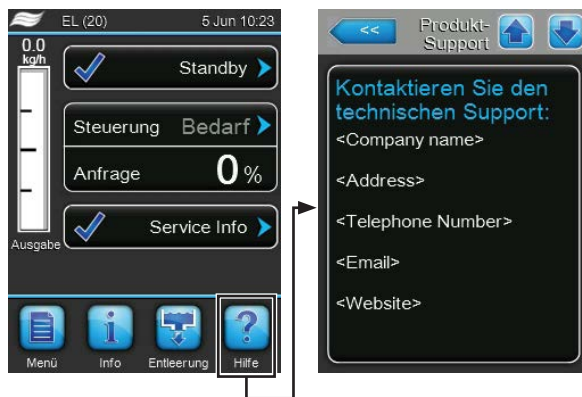 EL (20) 5 Jun 10:23
0.0
kg/h
Standby
Steuerung Bedarf
Anfrage 0 %
Service Info
Ausgabe
Menü Info Entleerung Hilfe
<<
Produkt-
Support
Kontaktieren Sie den
technischen Support:
<Company name>
<Address>
<Telephone Number>
<Email>
<Website>